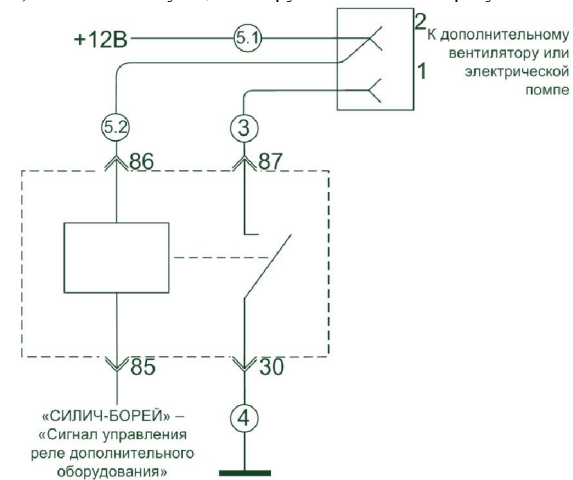 +12В
5.1
2
К дополнительному
вентилятору или
электрической
помпе
1
5.2
3
86
87
85
30
«СИЛИЧ-БОРЕЙ» –
«Сигнал управления
реле дополнительного
оборудования»
4